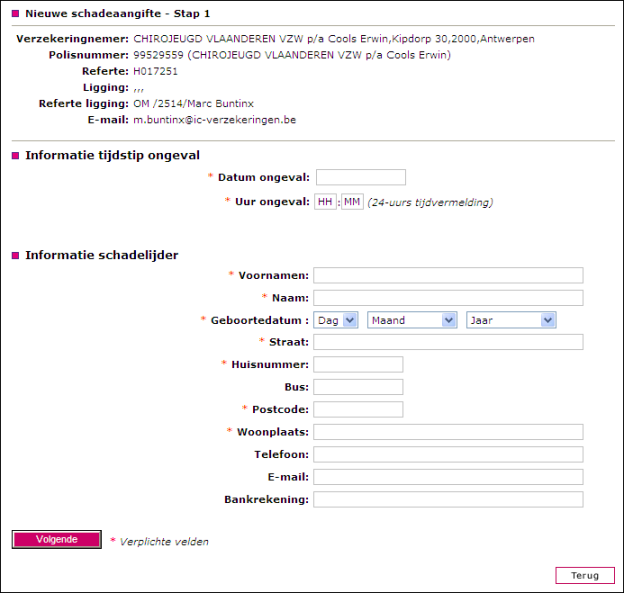 Nieuwe schadeaangifte - Stap 1
Verzekeringnemer: CHIROJEUGD VLAANDEREN VZW p/a Cools Erwin,Kipdorp 30,2000,Antwerpen
Polisnummer: 99529559 (CHIROJEUGD VLAANDEREN VZW p/a Cools Erwin)
Referte: H017251
Ligging: ,,,
Referte ligging: OM /2514/Marc Buntinx
E-mail: m.buntinx@ic-verzekeringen.be
Informatie tijdstip ongeval
* Datum ongeval:
* Uur ongeval: HH : MM (24-uurs tijdvermelding)
Informatie schadelijder
* Voornamen:
* Naam:
* Geboortedatum : Dag Maand Jaar
* Straat:
* Huisnummer:
Bus:
* Postcode:
* Woonplaats:
Telefoon:
E-mail:
Bankrekening:
Volgende * Verplichte velden
Terug